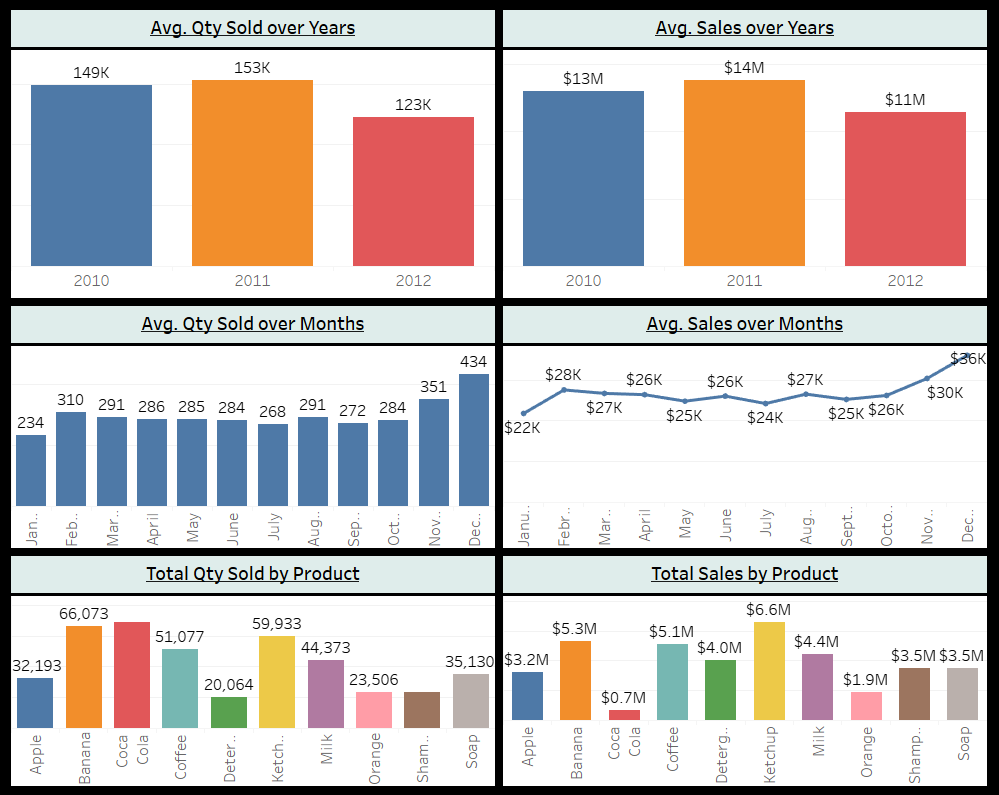 Avg. Qty Sold over Years
149K
153K
123K
2010
2011
2012
Avg. Sales over Years
$13M
$14M
$11M
2010
2011
2012
Avg. Qty Sold over Months
234
310
291
286
285
284
268
291
272
284
351
434
Jan..
Feb..
Mar..
April
May
June
July
Aug..
Sep..
Oct..
Nov..
Dec..
Avg. Sales over Months
$22K
$28K
$27K
$26K
$25K
$26K
$24K
$27K
$25K
$26K
$30K
$36K
Janu..
Febr..
Mar..
April
May
June
July
Aug..
Sept..
Octo..
Nov..
Dec..
Total Qty Sold by Product
32,193
66,073
51,077
20,064
59,933
44,373
23,506
35,130
Apple
Banana
Coca
Cola
Coffee
Deter..
Ketch..
Milk
Orange
Sham..
Soap
Total Sales by Product
$3.2M
$5.3M
$0.7M
$5.1M
$4.0M
$6.6M
$4.4M
$1.9M
$3.5M
$3.5M
Apple
Banana
Coca
Cola
Coffee
Deterg..
Ketchup
Milk
Orange
Shamp..
Soap